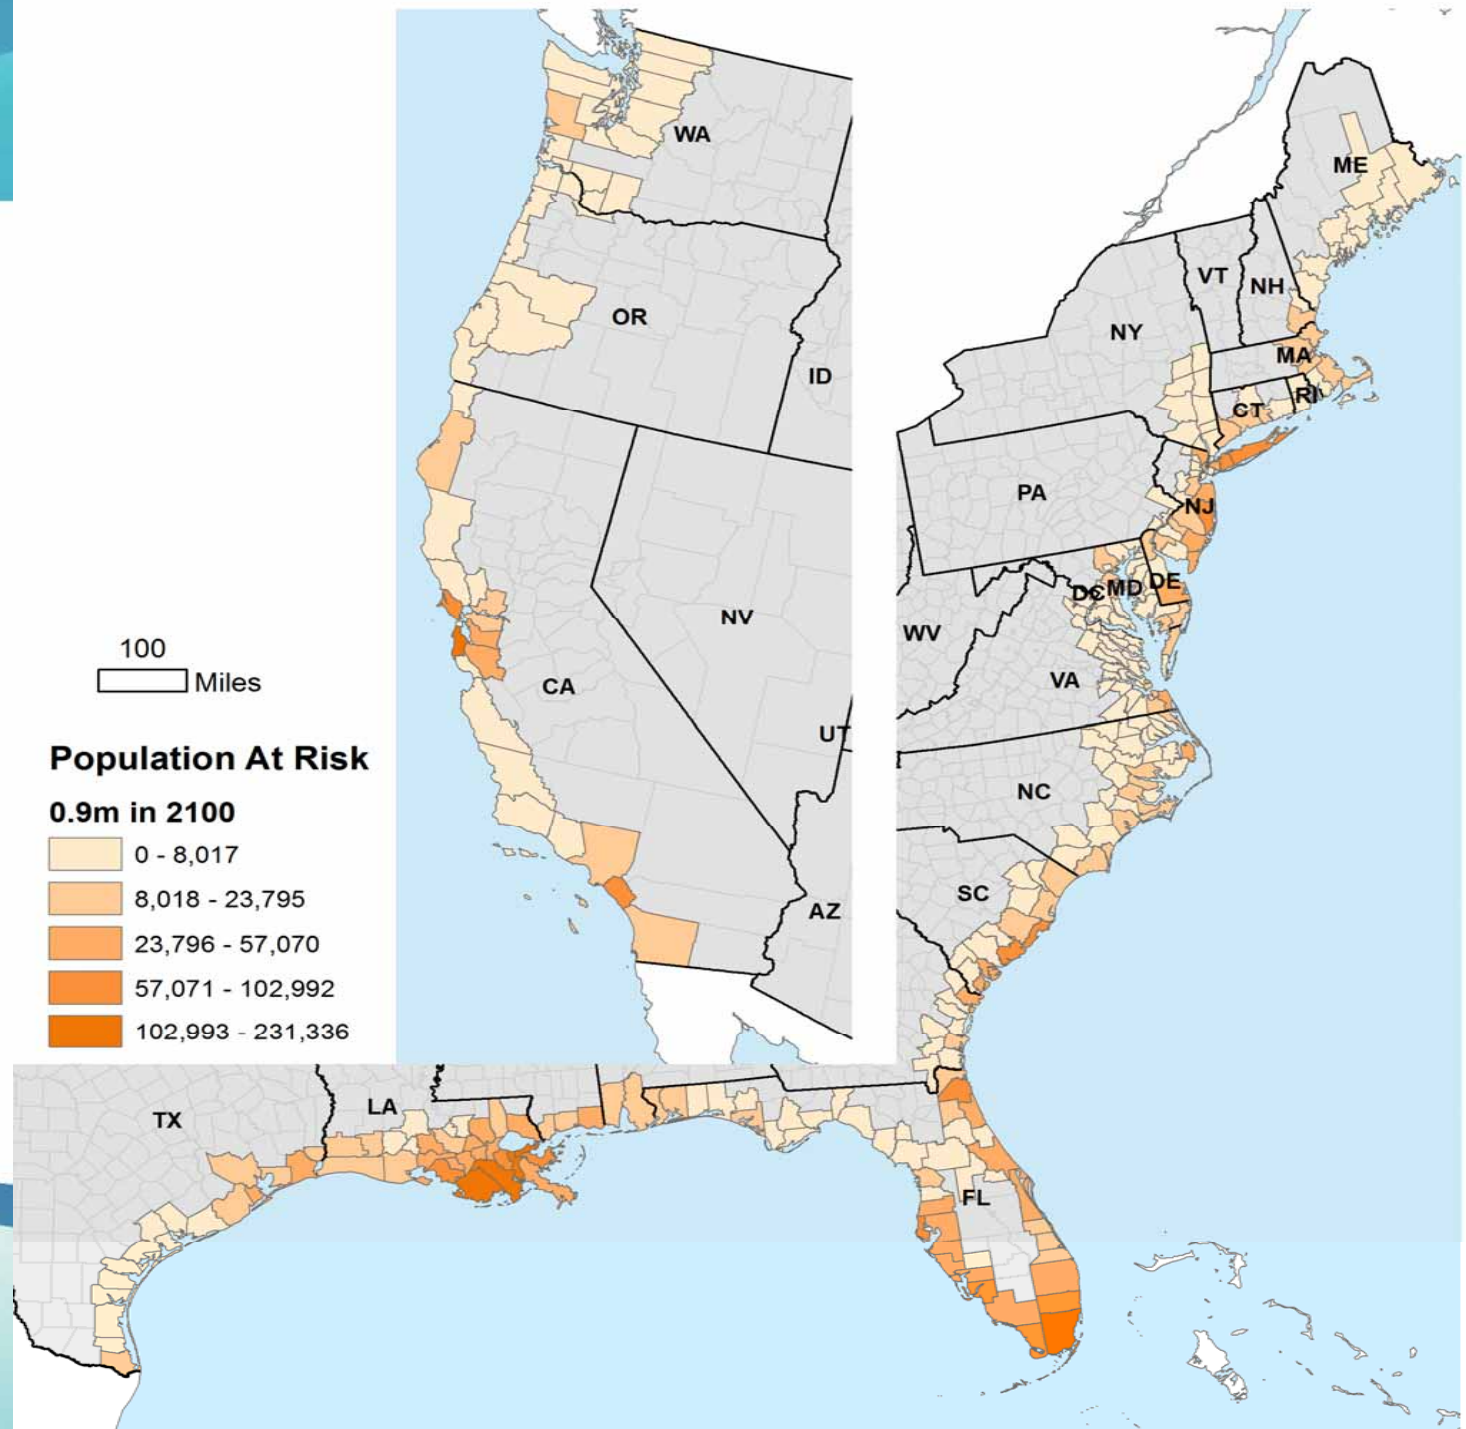 WA
ME
OR
VT
NH
NY
ID
MA
RI
CT
PA
NJ
DC
MD
DE
NV
WV
100
Miles
CA
VA
UT
Population At Risk
0.9m in 2100
NC
0 - 8,017
8,018 - 23,795
SC
AZ
23,796 - 57,070
57,071 - 102,992
102,993 - 231,336
TX
LA
FL